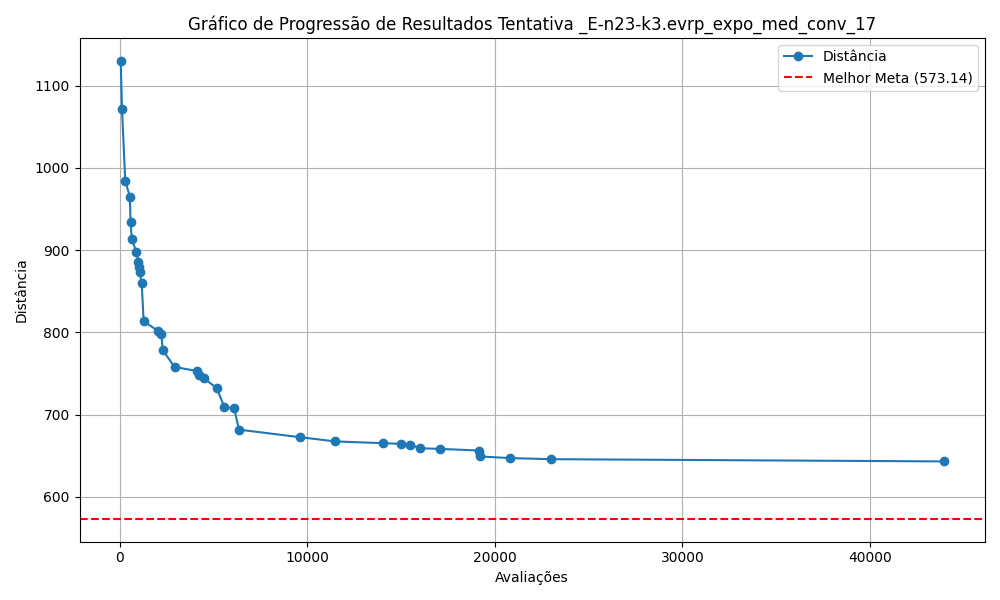 Gráfico de Progressão de Resultados Tentativa _E-n23-k3.evrp_expo_med_conv_17
Distância
Melhor Meta (573.14)
1100
1000
900
800
700
600
Distância
0
10000
20000
30000
40000
Avaliações